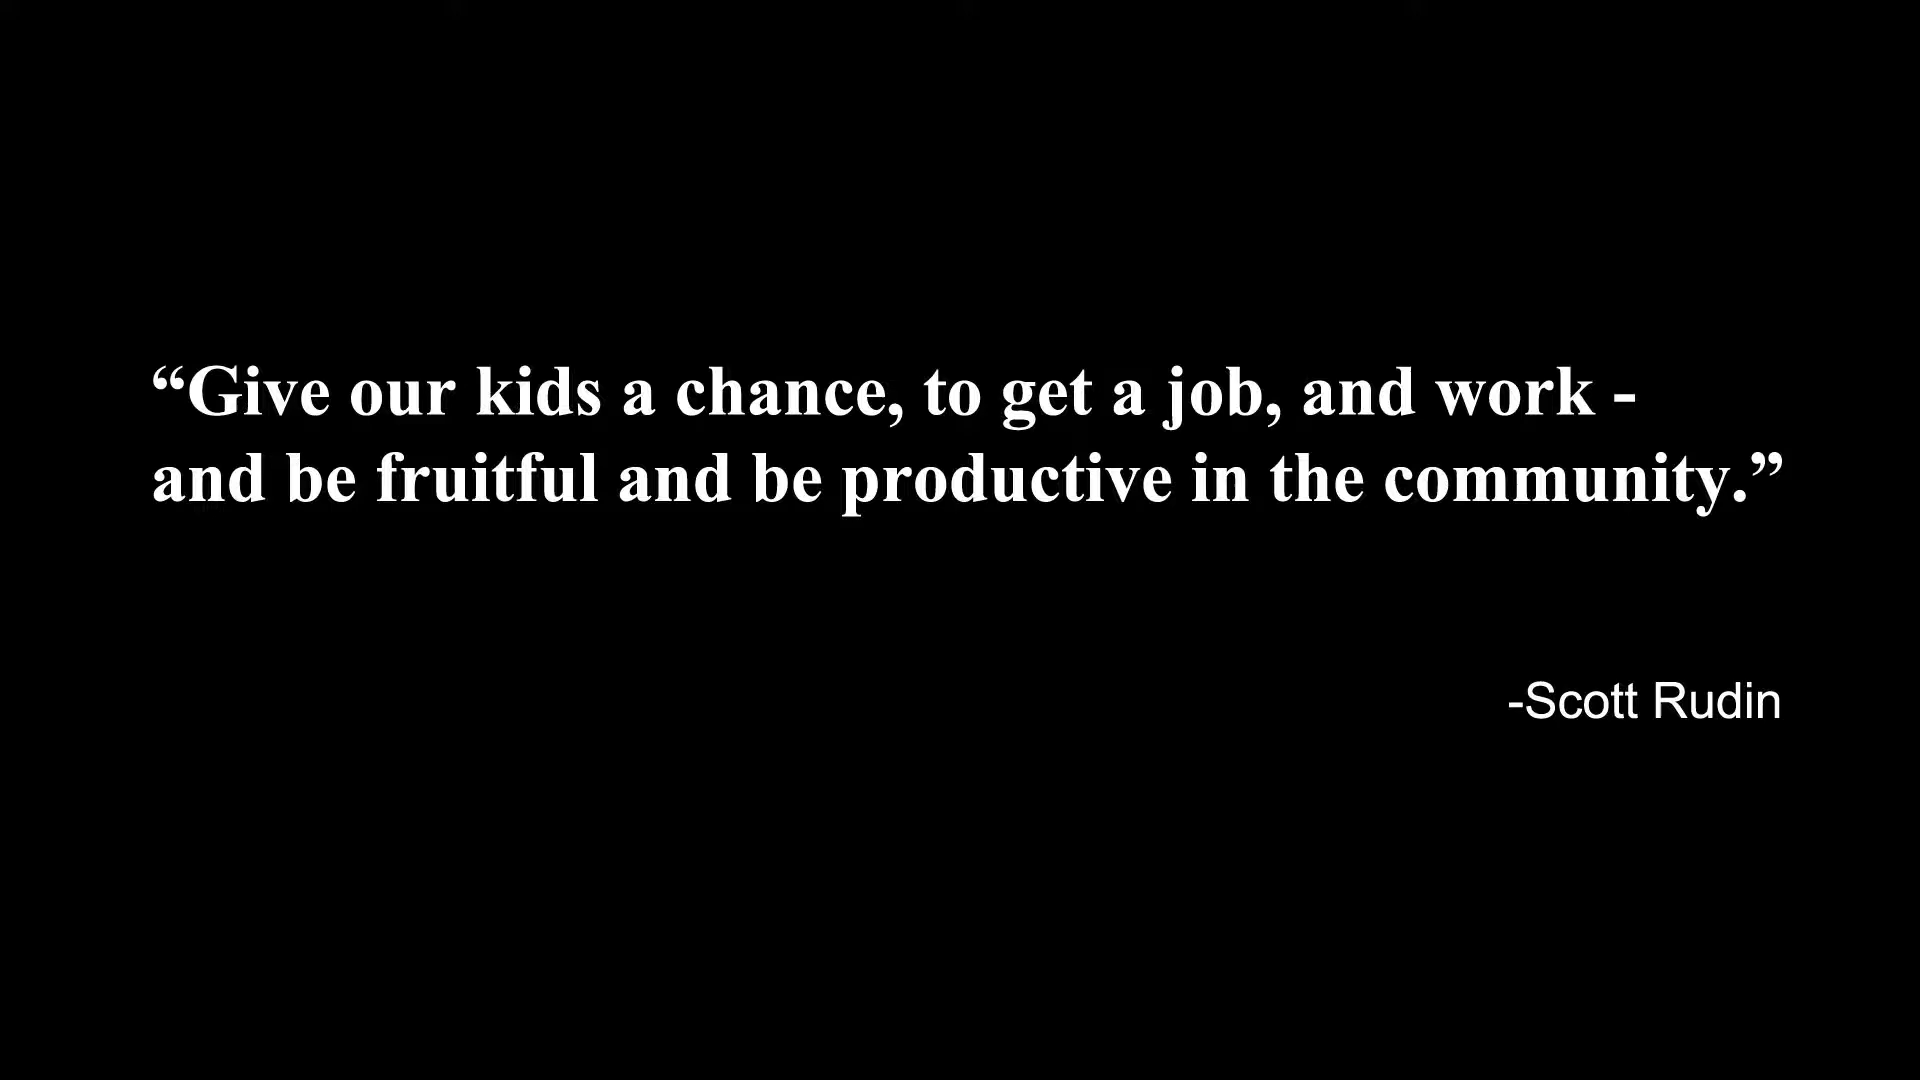 “Give our kids a chance, to get a job, and work -
and be fruitful and be productive in the community.”
-Scott Rudin